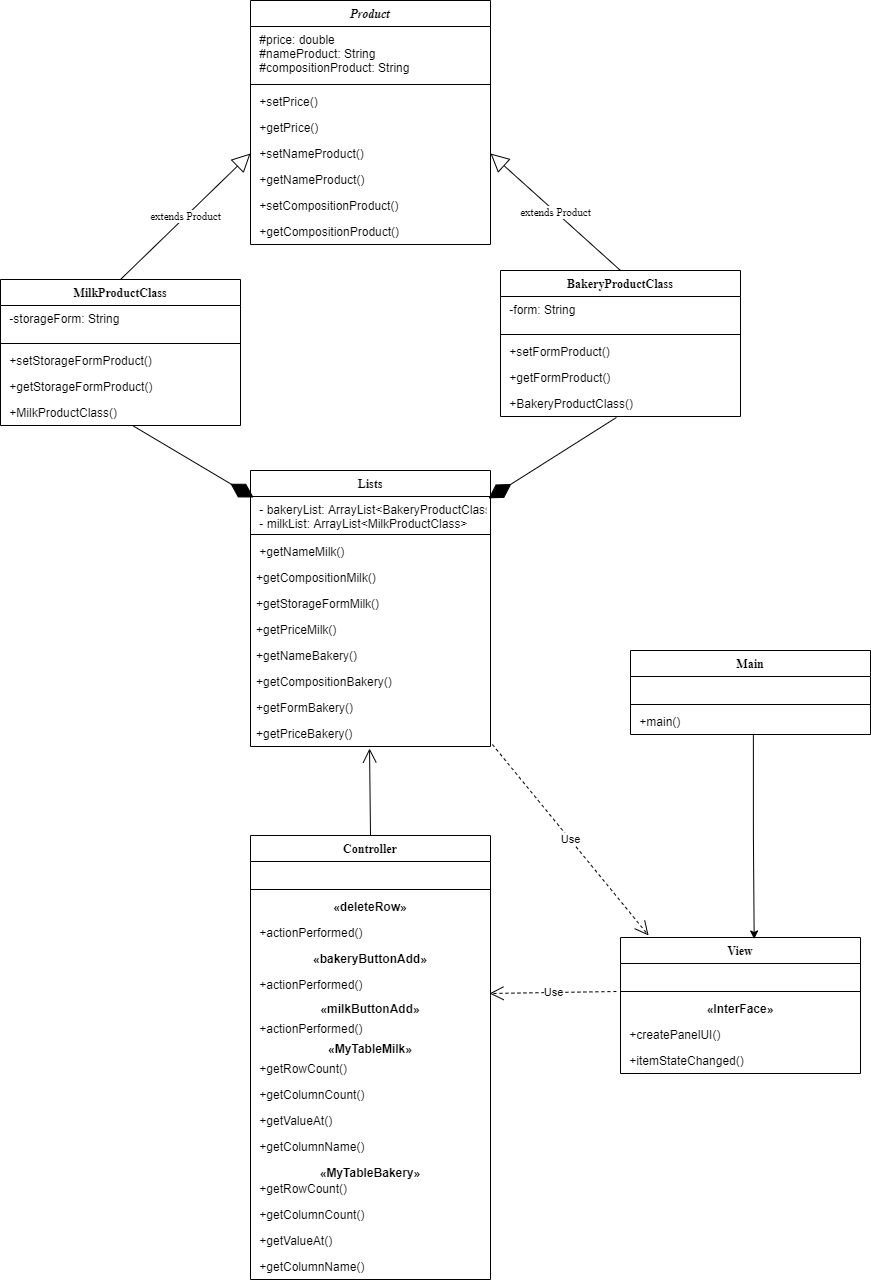 Product
#price: double
#nameProduct: String
#compositionProduct: String
+setPrice()
+getPrice()
+setNameProduct()
+getNameProduct()
+setCompositionProduct()
+getCompositionProduct()
extends Product
extends Product
MilkProductClass
-storageForm: String
+setStorageFormProduct()
+getStorageFormProduct()
+MilkProductClass()
BakeryProductClass
-form: String
+setFormProduct()
+getFormProduct()
+BakeryProductClass()
Lists
- bakeryList: ArrayList<BakeryProductClas
- milkList: ArrayList<MilkProductClass>
+getNameMilk()
+getCompositionMilk()
+getStorageFormMilk()
+getPriceMilk()
+getNameBakery()
+getCompositionBakery()
+getFormBakery()
+getPriceBakery()
Main
+main()
Use
Controller
«deleteRow»
+actionPerformed()
«bakeryButtonAdd»
+actionPerformed()
«milkButtonAdd»
+actionPerformed()
«MyTableMilk»
+getRowCount()
+getColumnCount()
+getValueAt()
+getColumnName()
«MyTableBakery»
+getRowCount()
+getColumnCount()
+getValueAt()
+getColumnName()
Use
View
«InterFace»
+createPanelUI()
+itemStateChanged()